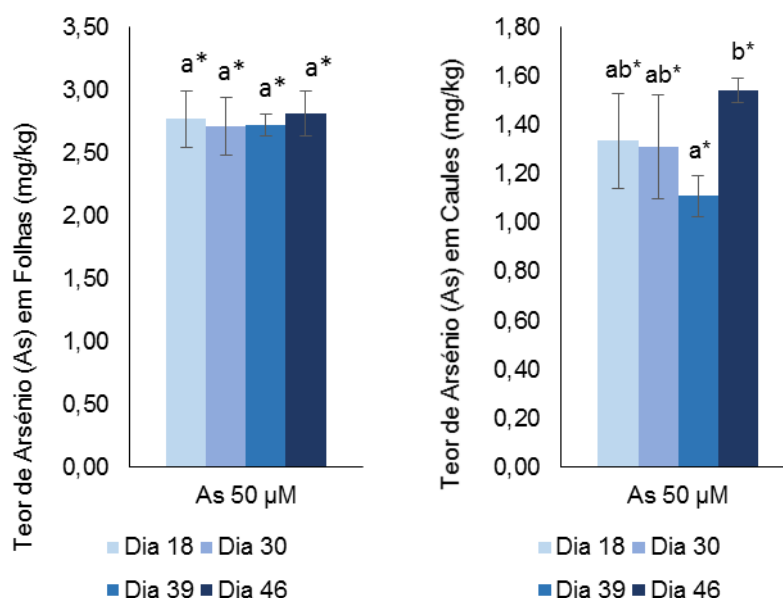 Teor de Arsénio (As) em Folhas (mg/kg)
3,50
3,00
2,50
2,00
1,50
1,00
0,50
0,00
a* a* a* a*
As 50 µM
Dia 18 Dia 30
Dia 39 Dia 46
Teor de Arsénio (As) em Caules (mg/kg)
1,80
1,60
1,40
1,20
1,00
0,80
0,60
0,40
0,20
0,00
ab* ab* a* b*
As 50 µM
Dia 18 Dia 30
Dia 39 Dia 46